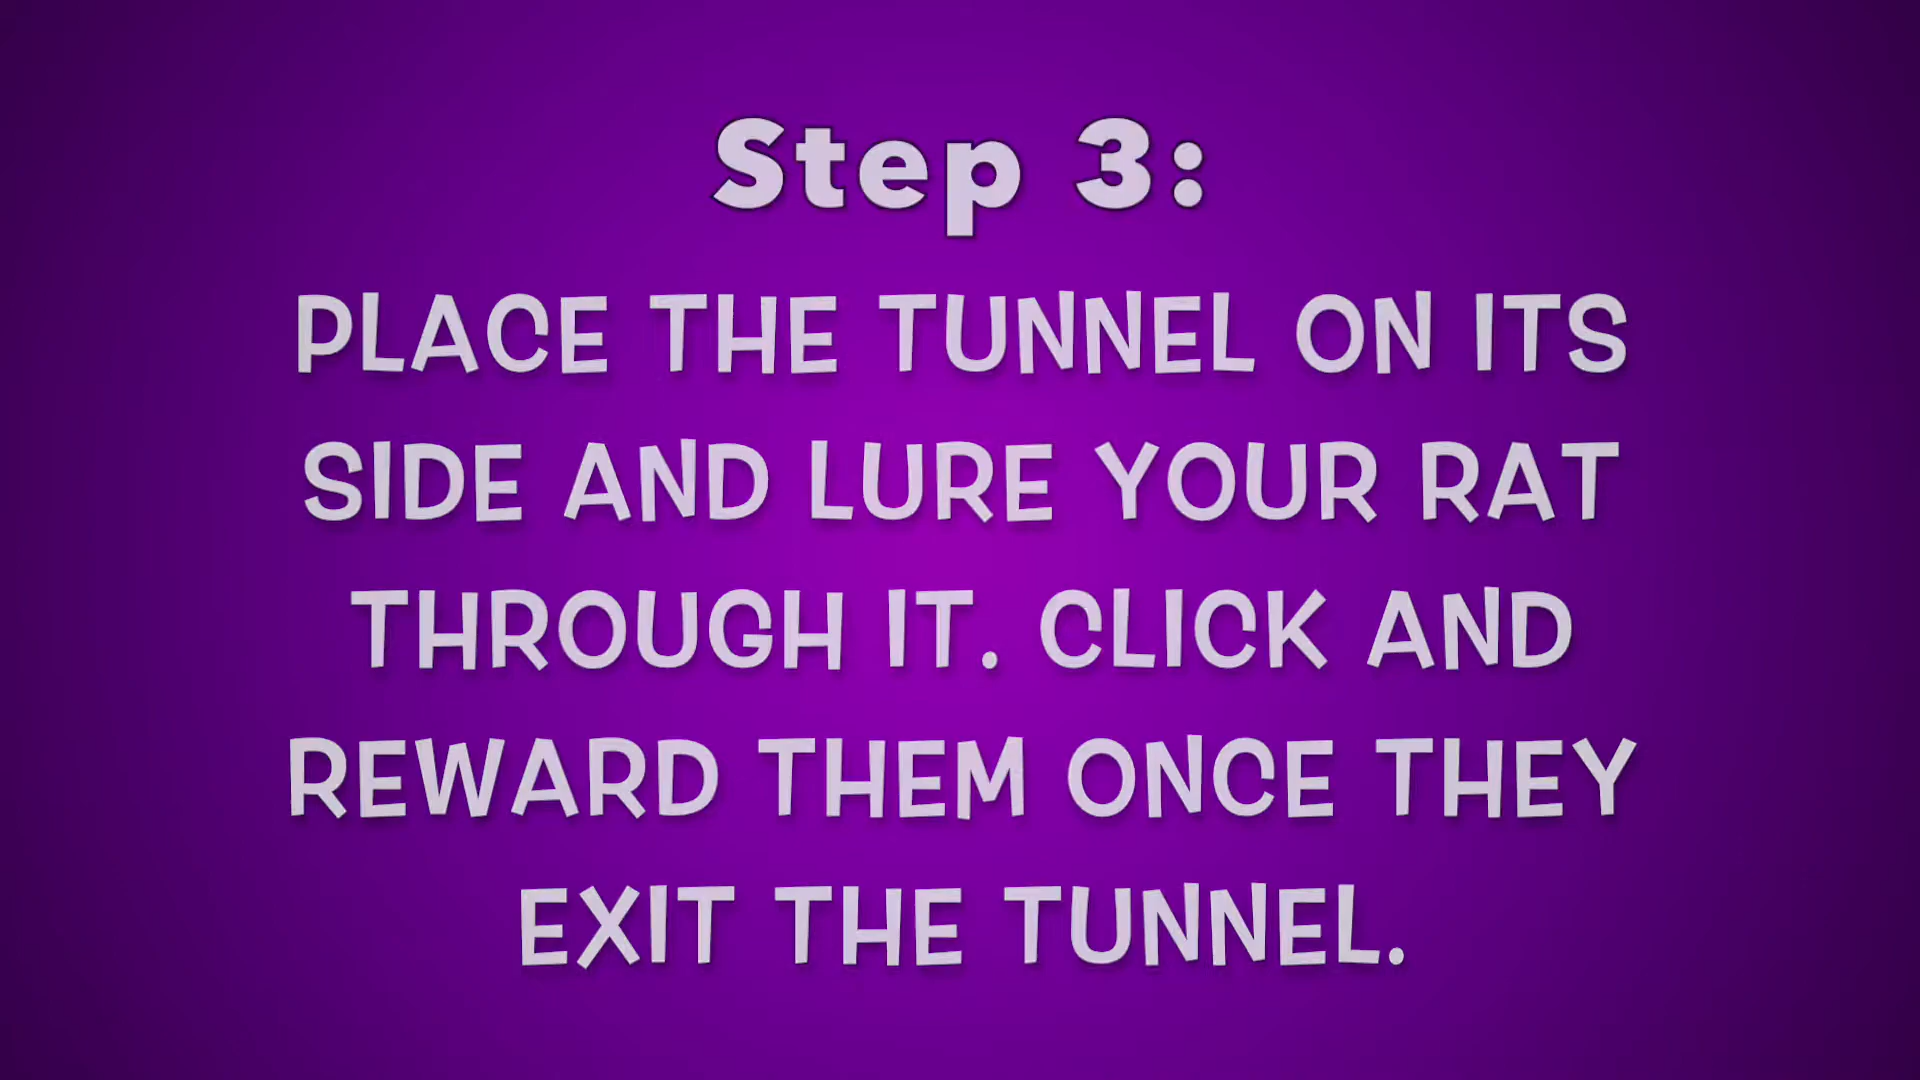 Step 3:
PLACE THE TUNNEL ON ITS
SIDE AND LURE YOUR RAT
THROUGH IT. CLICK AND
REWARD THEM ONCE THEY
EXIT THE TUNNEL.